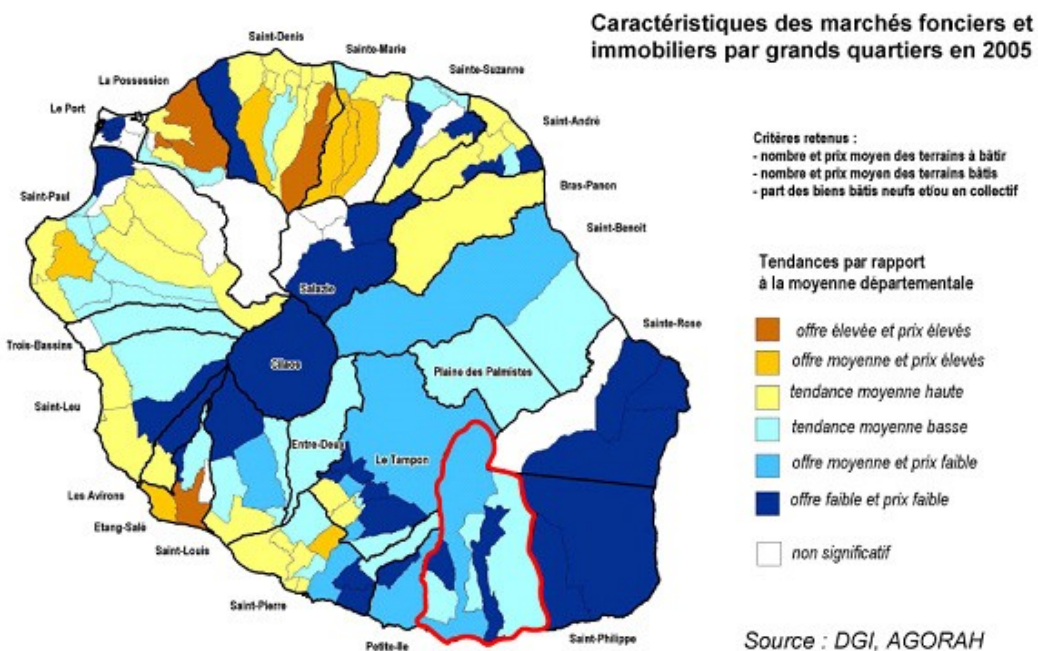 Caractéristiques des marchés fonciers et
immobiliers par grands quartiers en 2005
Saint-Denis
Sainte-Marie
Sainte-Suzanne
La Possession
Le Port
Saint-André
Critères retenus :
- nombre et prix moyen des terrains à bâtir
- nombre et prix moyen des terrains bâtis
- part des biens bâtis neufs et/ou en collectif
Bras-Panon
Saint-Paul
Saint-Benoit
Tendances par rapport
à la moyenne départementale
Salazie
Sainte-Rose
offre élevée et prix élevés
Trois-Bassins
offre moyenne et prix élevés
Cilaos
Plaine des Palmistes
tendance moyenne haute
Saint-Leu
tendance moyenne basse
Entre-Deux
Le Tampon
offre moyenne et prix faible
Les Avirons
offre faible et prix faible
Etang-Salé
Saint-Louis
non significatif
Saint-Pierre
Saint-Philippe
Petite-Ile
Source : DGI, AGORAH